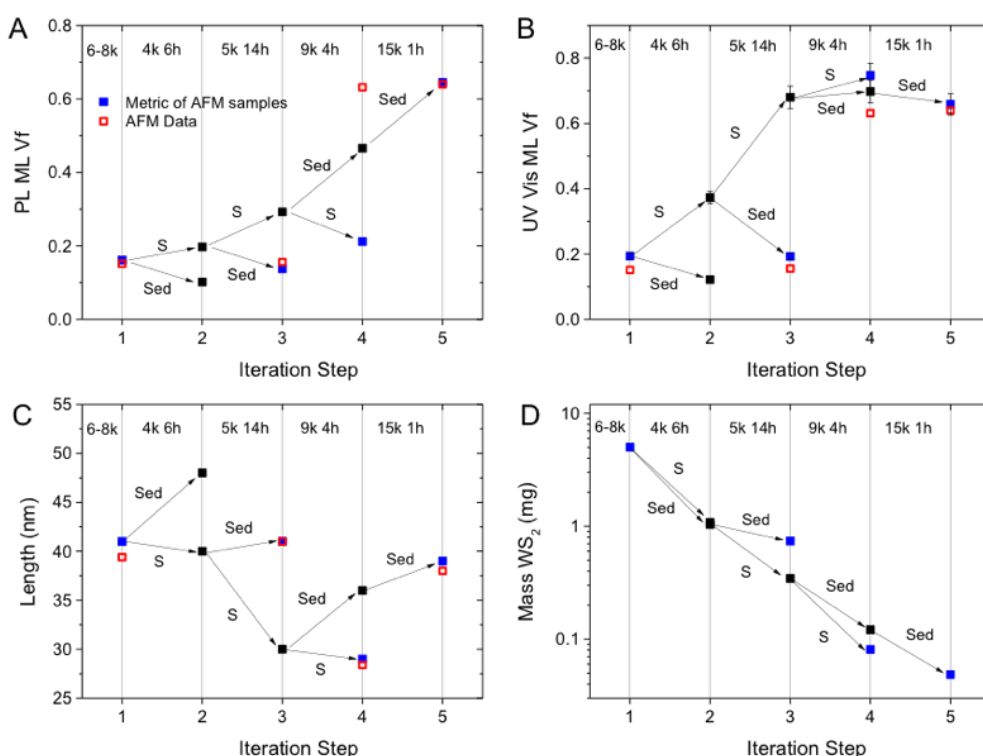 A
6-8k 4k 6h 5k 14h 9k 4h 15k 1h
Metric of AFM samples
AFM Data
S
Sed
S
Sed
Sed
S
Sed
0.0
0.2
0.4
0.6
0.8
PL ML Vf
1 2 3 4 5
Iteration Step
B
6-8k 4k 6h 5k 14h 9k 4h 15k 1h
S
Sed
S
Sed
S
Sed
Sed
0.0
0.2
0.4
0.6
0.8
UV Vis ML Vf
1 2 3 4 5
Iteration Step
C
6-8k 4k 6h 5k 14h 9k 4h 15k 1h
Sed
S
Sed
S
Sed
S
Sed
25
30
35
40
45
50
55
Length (nm)
1 2 3 4 5
Iteration Step
D
6-8k 4k 6h 5k 14h 9k 4h 15k 1h
S
Sed
Sed
S
Sed
S
Sed
10
1
0.1
Mass WS₂ (mg)
1 2 3 4 5
Iteration Step